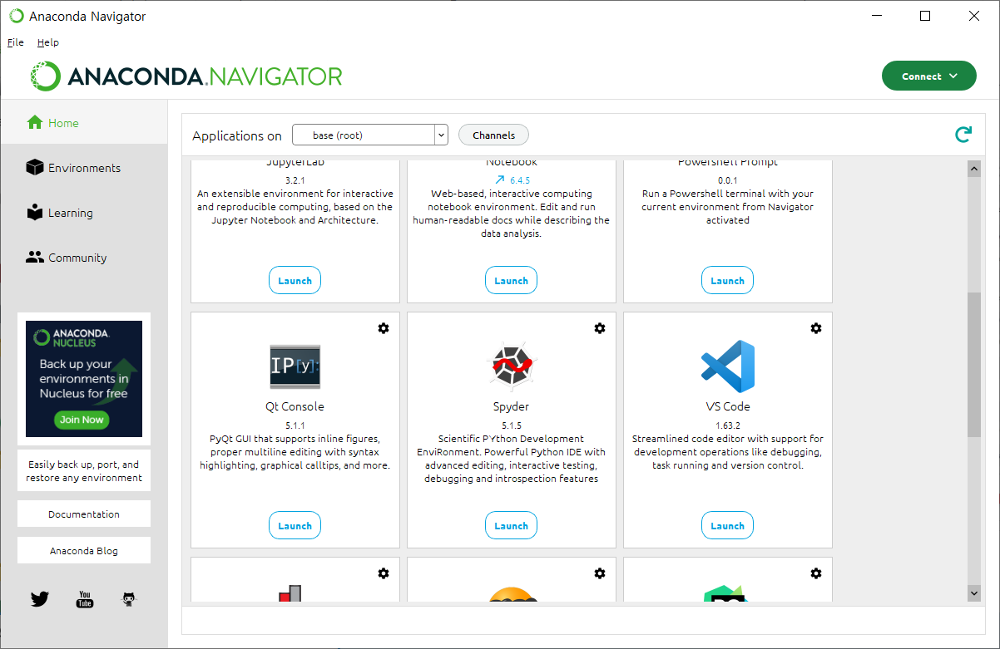 Anaconda Navigator
File Help
ANACONDA.NAVIGATOR
Connect
Home
Environments
Learning
Community
ANACONDA.
NUCLEUS
Back up your
environments in
Nucleus for free
Join Now
Easily back up, port, and
restore any environment
Documentation
Anaconda Blog
You
Tube
Applications on base (root) Channels
JupyterLab
3.2.1
An extensible environment for interactive
and reproducible computing, based on the
Jupyter Notebook and Architecture.
Launch
Notebook
6.4.5
Web-based, interactive computing
notebook environment. Edit and run
human-readable docs while describing the
data analysis.
Launch
Powershell Prompt
0.0.1
Run a Powershell terminal with your
current environment from Navigator
activated
Launch
IP[y]:
Qt Console
5.1.1
PyQt GUI that supports inline figures,
proper multiline editing with syntax
highlighting, graphical calltips, and more.
Launch
Spyder
5.1.5
Scientific PYthon Development
EnviRonment. Powerful Python IDE with
advanced editing, interactive testing,
debugging and introspection features
Launch
VS Code
1.63.2
Streamlined code editor with support for
development operations like debugging,
task running and version control.
Launch